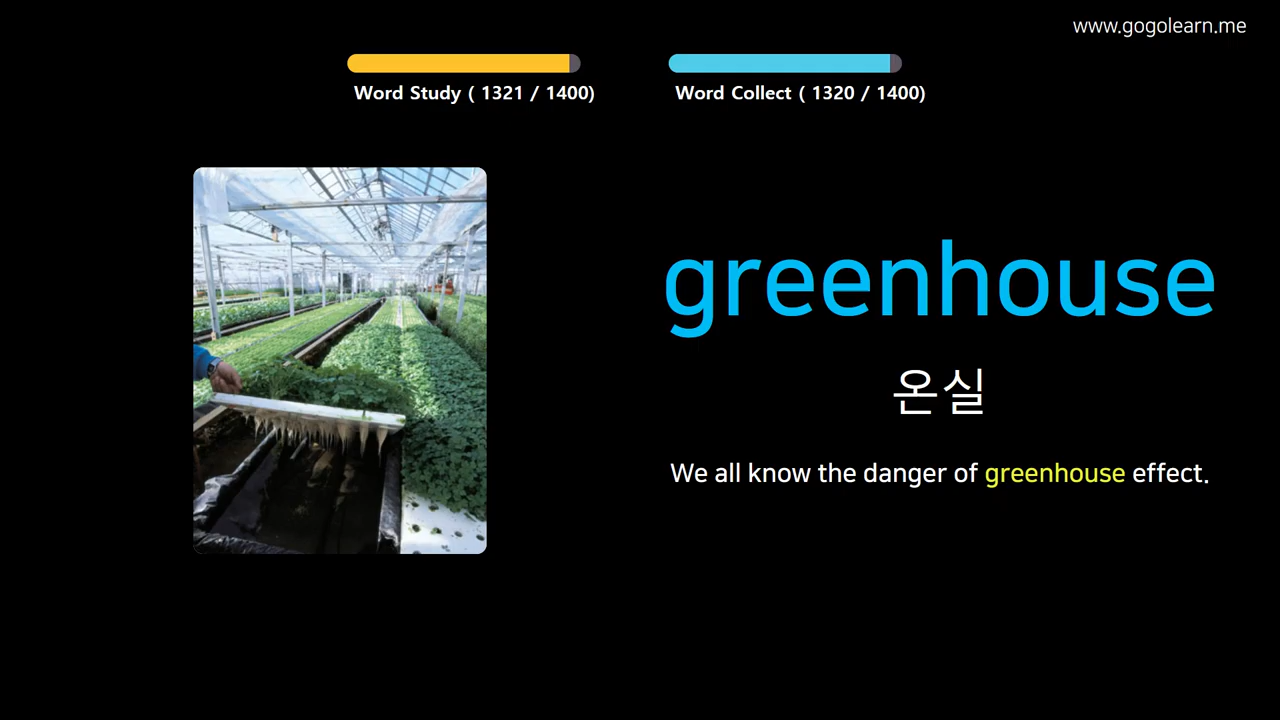 www.gogolearn.me
Word Study ( 1321 / 1400)
Word Collect ( 1320 / 1400)
greenhouse
온실
We all know the danger of greenhouse effect.